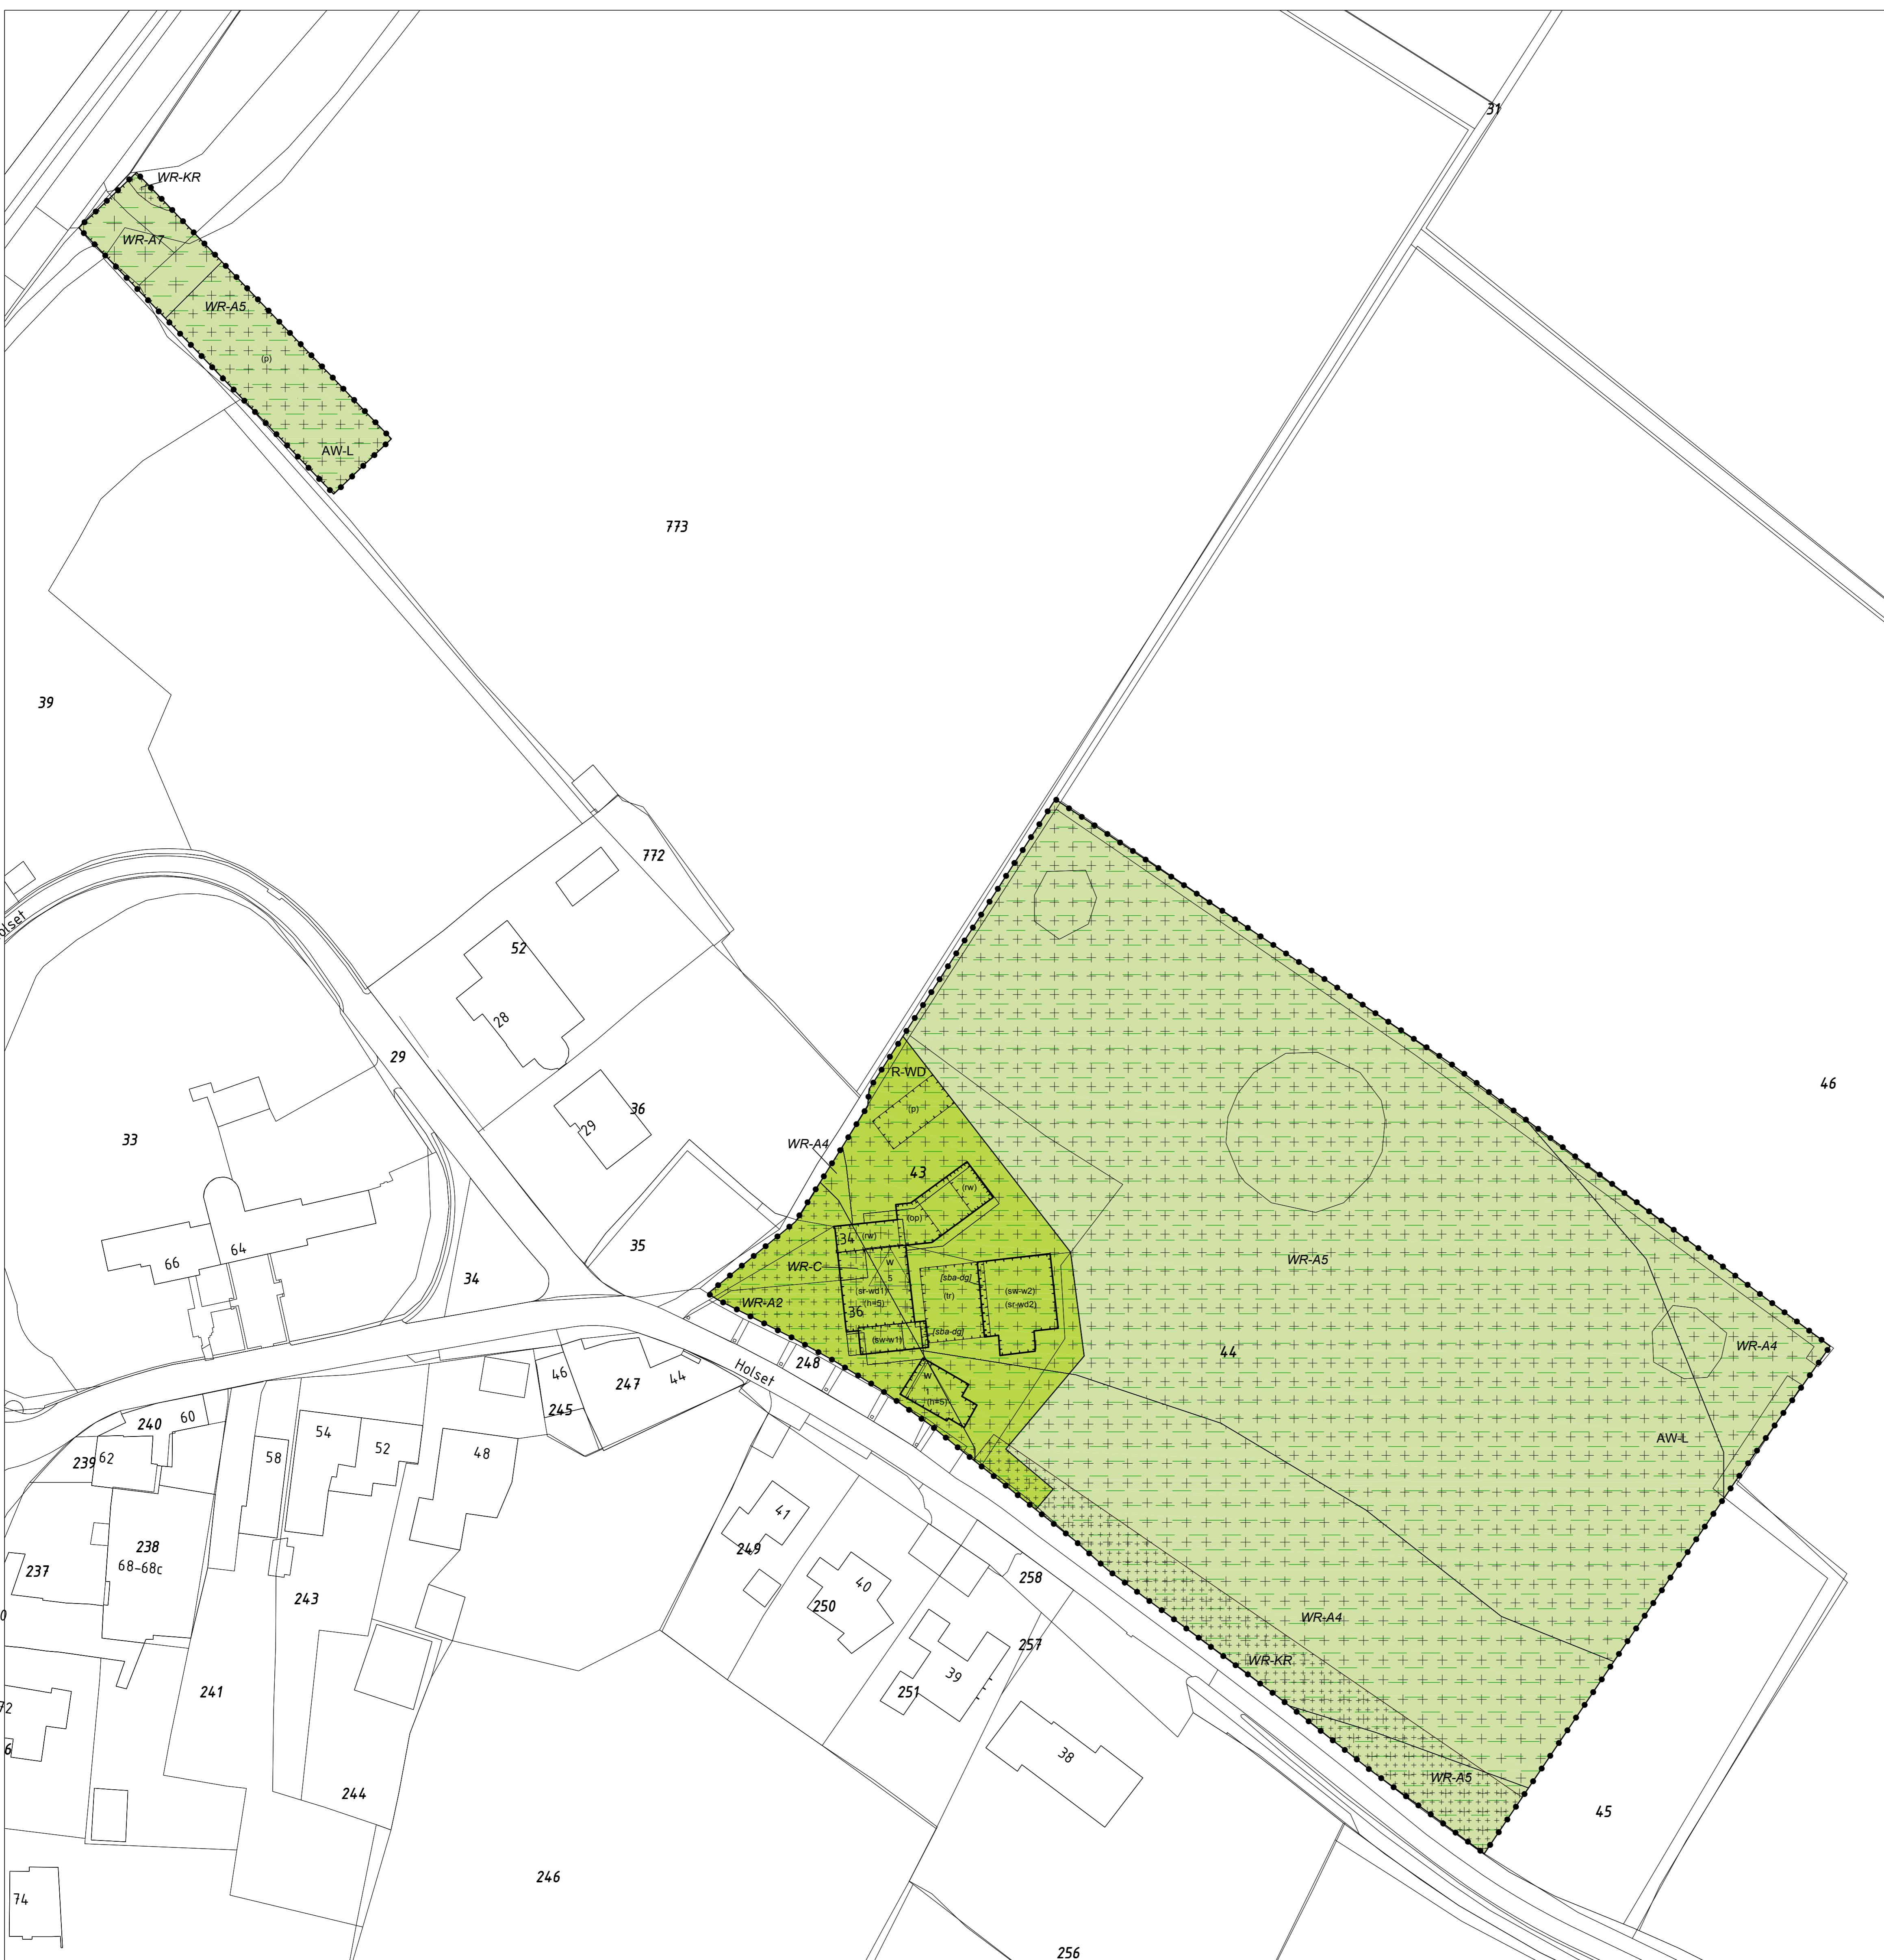 31
WR-KR
WR-A7
WR-A5
(p)
AW-L
773
39
772
52
28
29
36
29
33
46
R-WD
(p)
WR-A4
43
(rw)
(op)
34
(rw)
35
66
64
WR-C
W
5
[sba-dg]
(sr-wd1)
(tr)
(sw-w2)
(h=5)
(sr-wd2)
36
WR-A2
34
(sw-w1)
[sba-dg]
WR-A5
44
WR-A4
Holset
248
W
(h=5)
46
247
44
245
240
60
54
52
58
48
239
62
AW-L
41
249
238
68-68c
237
243
40
250
258
257
39
251
WR-A4
WR-KR
241
72
6
38
244
WR-A5
45
246
74
256